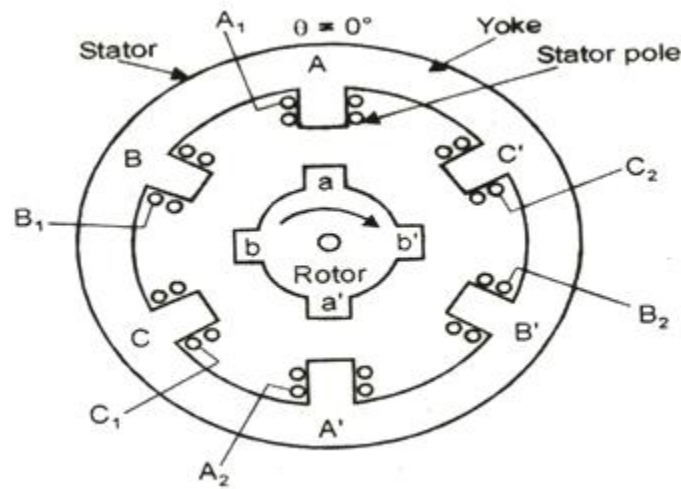 A₁
θ = 0°
Yoke
Stator
Stator pole
A
B
C'
C₂
a
B₁
b
b'
Rotor
a'
B₂
C
B'
C₁
A'
A₂